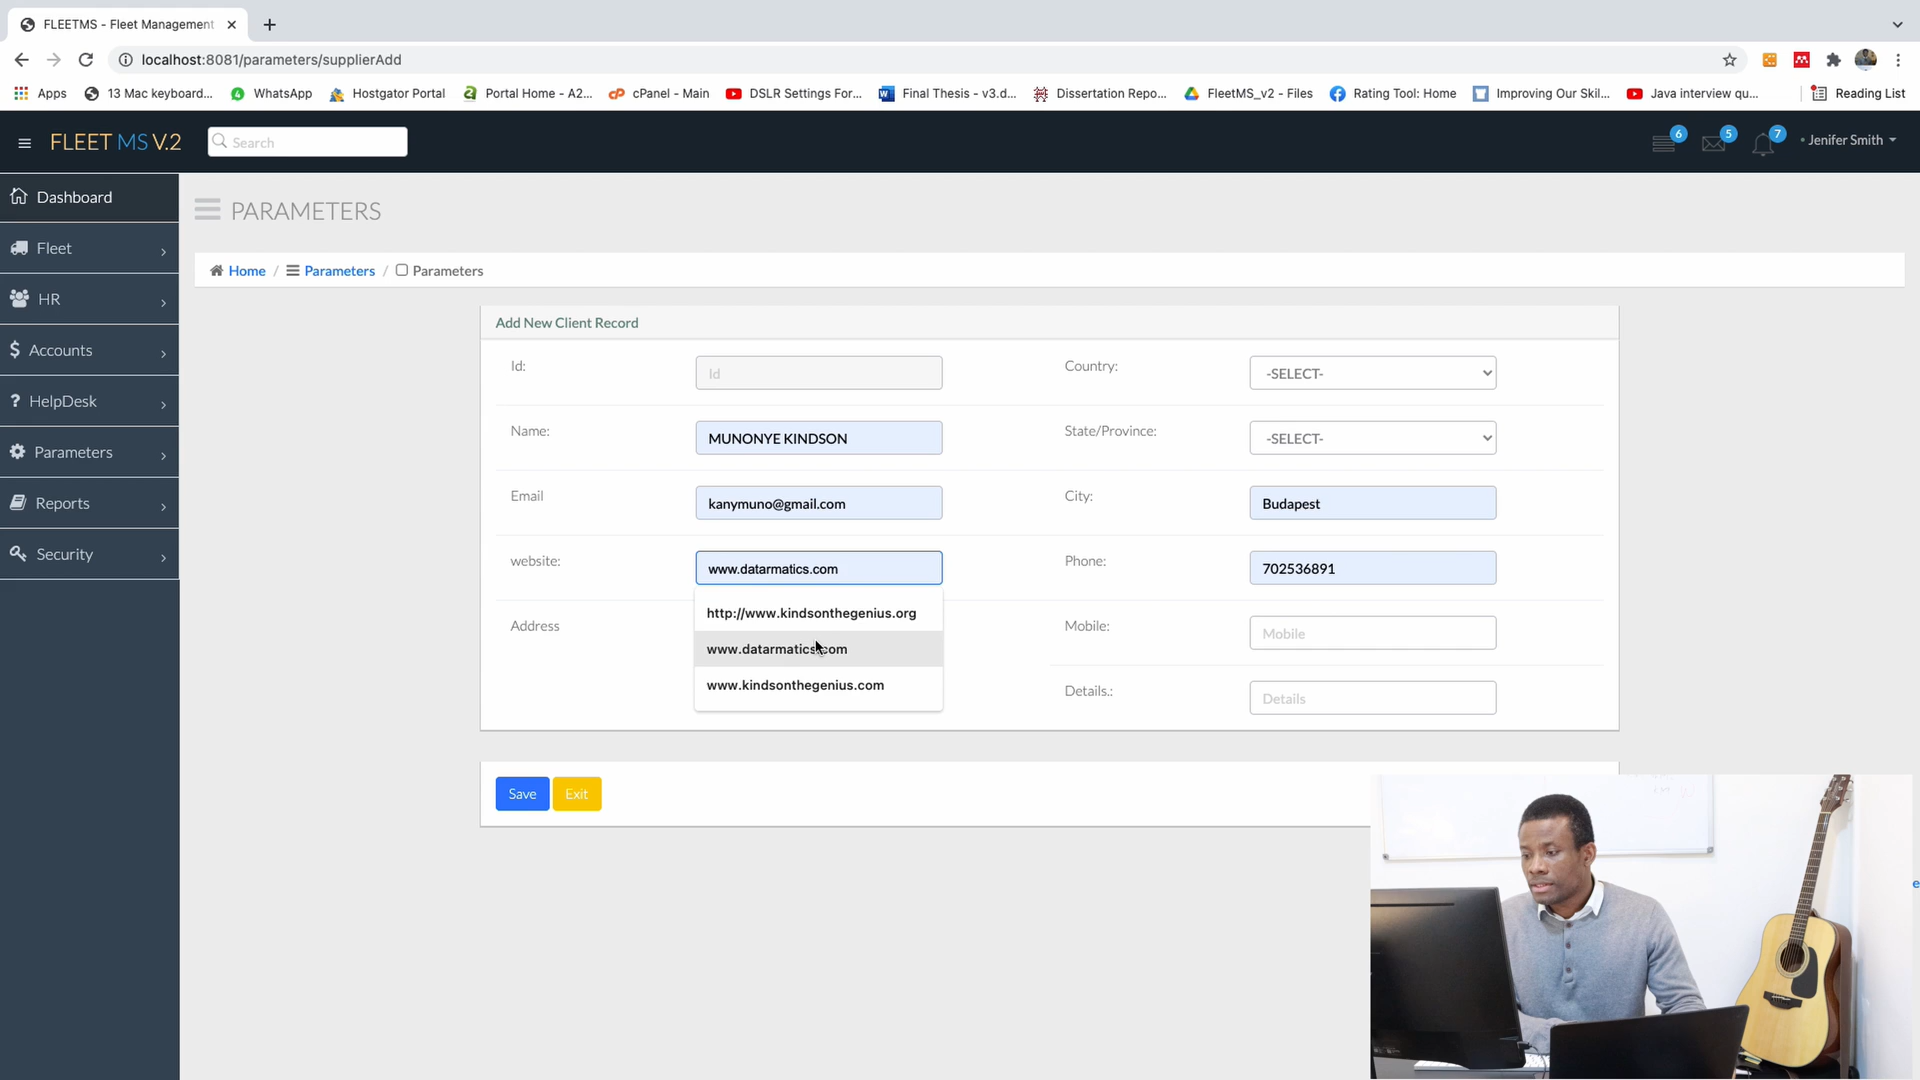 FLEETMS - Fleet Management
localhost:8081/parameters/supplierAdd
Apps 13 Mac keyboard... WhatsApp Hostgator Portal Portal Home - A2... cPanel - Main DSLR Settings For... Final Thesis - v3.d... Dissertation Repo... FleetMS_v2 - Files Rating Tool: Home Improving Our Skil... Java interview qu... Reading List
FLEET MS V.2 Search 6 5 7 Jenifer Smith
Dashboard
Fleet
HR
Accounts
HelpDesk
Parameters
Reports
Security
PARAMETERS
Home / Parameters / Parameters
Add New Client Record
Id: Id Country: -SELECT-
Name: MUNONYE KINDSON State/Province: -SELECT-
Email kanymuno@gmail.com City: Budapest
website: www.datarmatics.com Phone: 702536891
http://www.kindsonthegenius.org
Address Mobile: Mobile
www.datarmatics.com
www.kindsonthegenius.com
Details.: Details
Save Exit